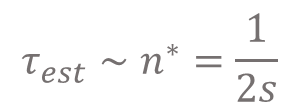 τ_est ~ n* = 1/2s